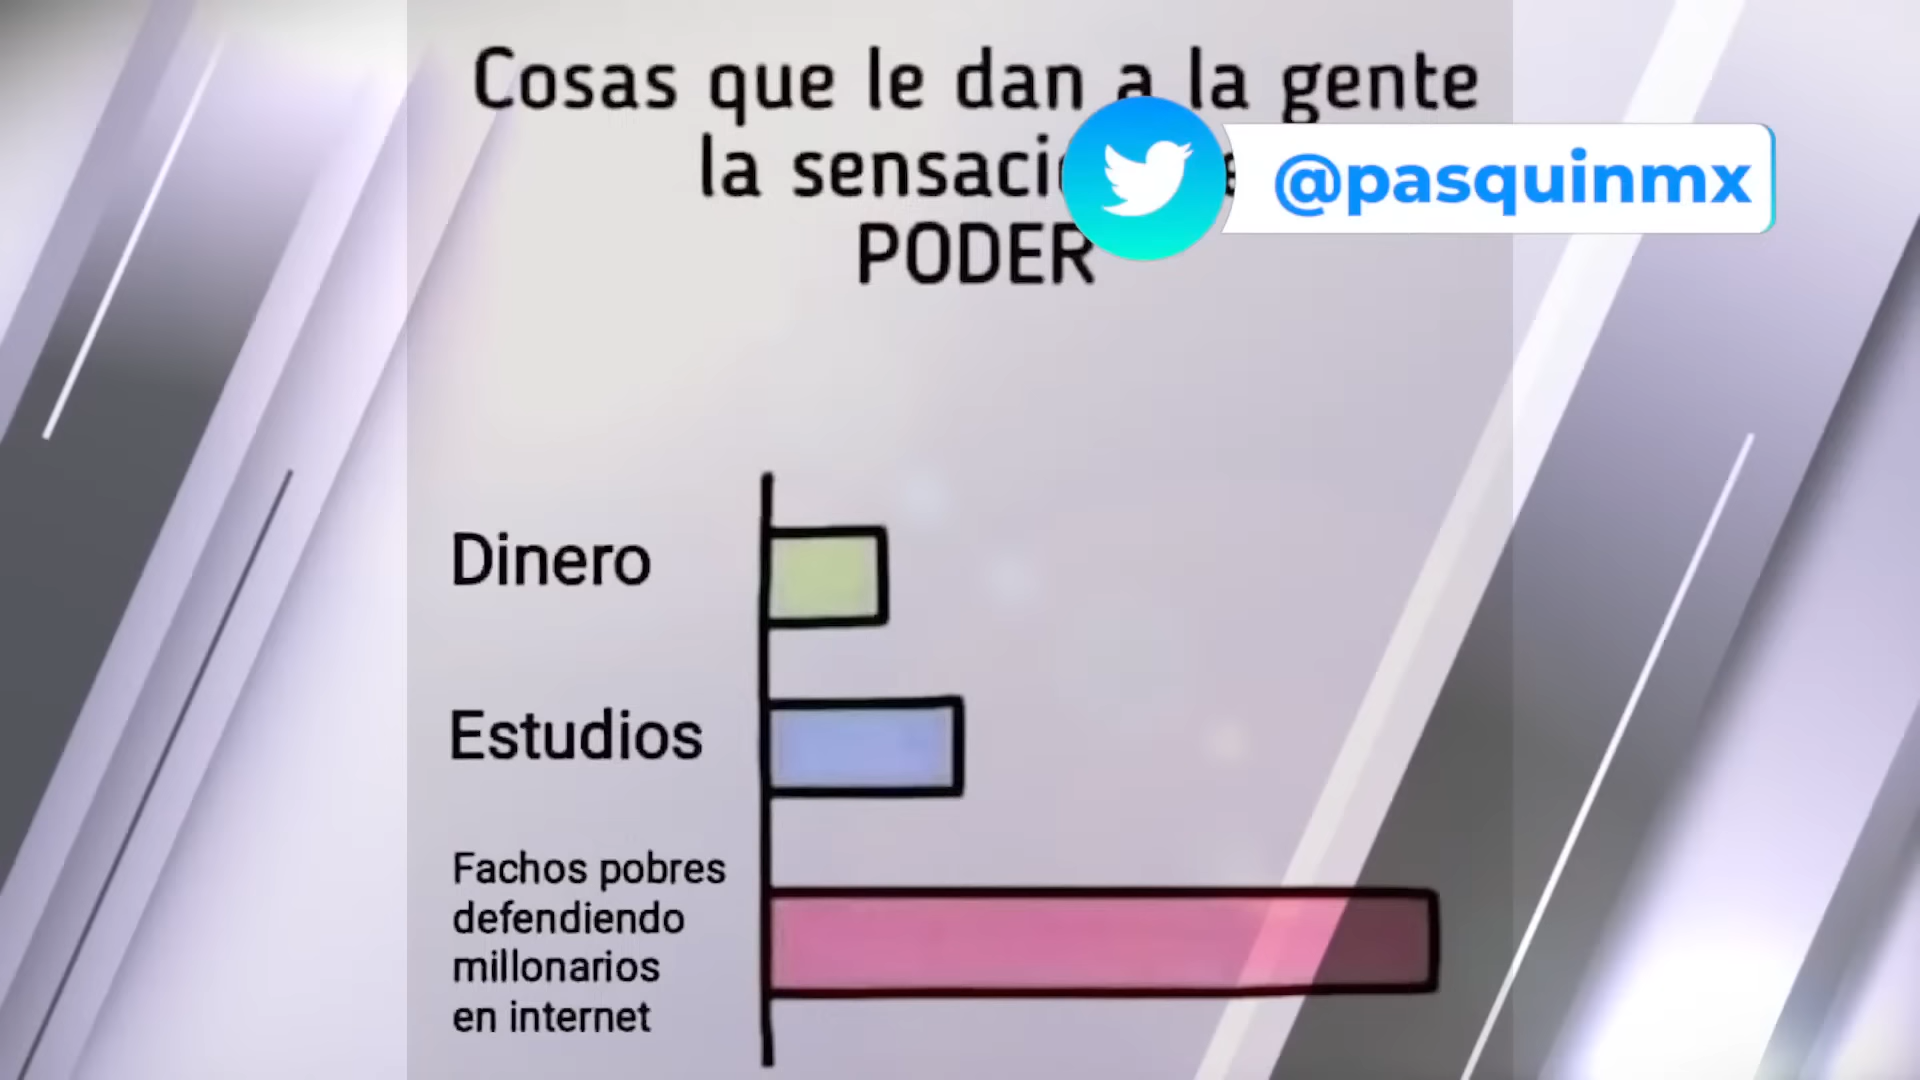 Cosas que le dan a la gente
la sensaci
PODER
@pasquinmx
Dinero
Estudios
Fachos pobres
defendiendo
millonarios
en internet